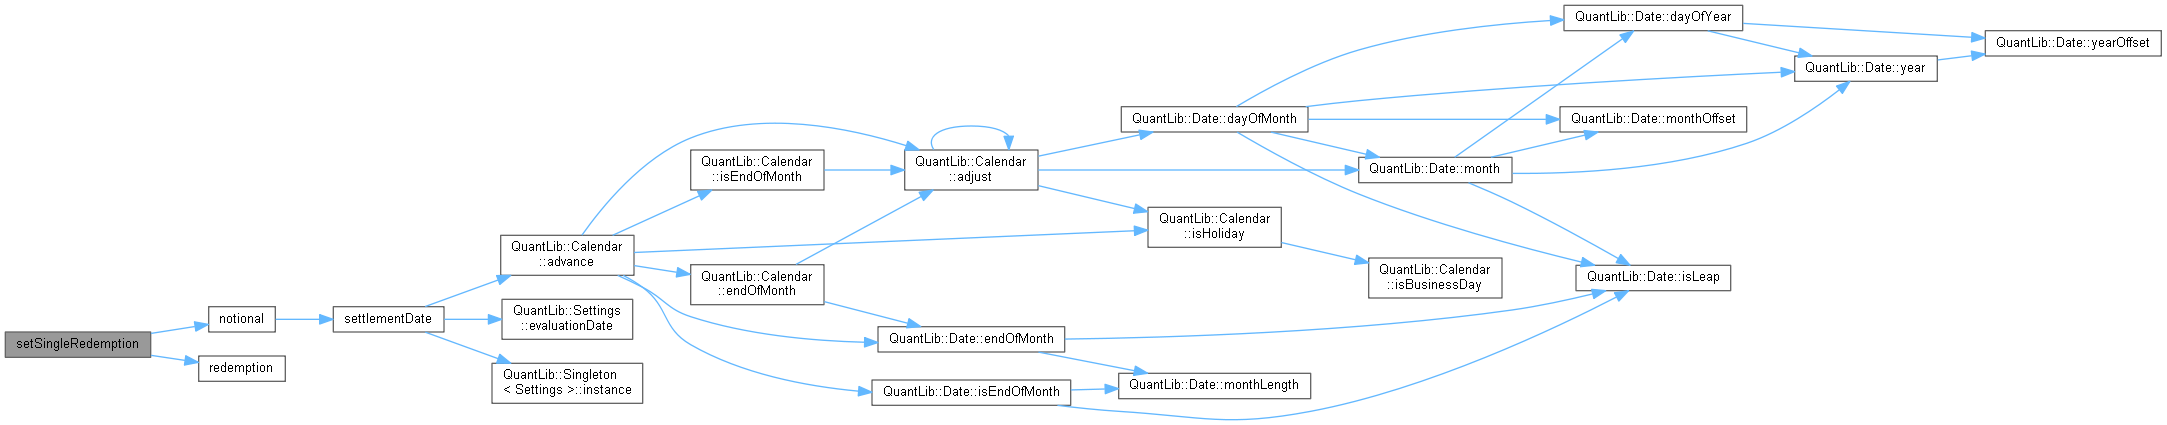 setSingleRedemption
notional
redemption
settlementDate
QuantLib::Calendar
::advance
QuantLib::Settings
::evaluationDate
QuantLib::Singleton
< Settings >::instance
QuantLib::Calendar
::isEndOfMonth
QuantLib::Calendar
::endOfMonth
QuantLib::Calendar
::adjust
QuantLib::Date::endOfMonth
QuantLib::Date::isEndOfMonth
QuantLib::Date::dayOfMonth
QuantLib::Calendar
::isHoliday
QuantLib::Date::monthLength
QuantLib::Date::month
QuantLib::Calendar
::isBusinessDay
QuantLib::Date::dayOfYear
QuantLib::Date::monthOffset
QuantLib::Date::isLeap
QuantLib::Date::year
QuantLib::Date::yearOffset